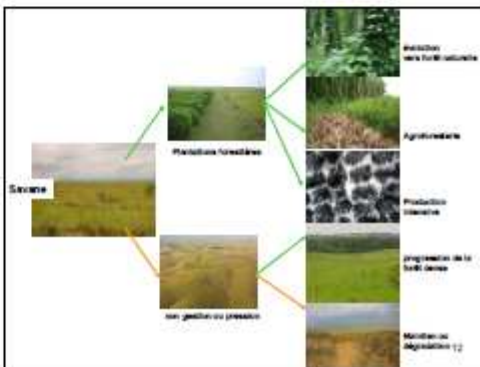 évolution
vers forêt naturelle
Agroforesterie
Plantations forestières
Savane
Production
intensive
progression de la
forêt dense
non gestion ou pression
Maintien ou
dégradation 12